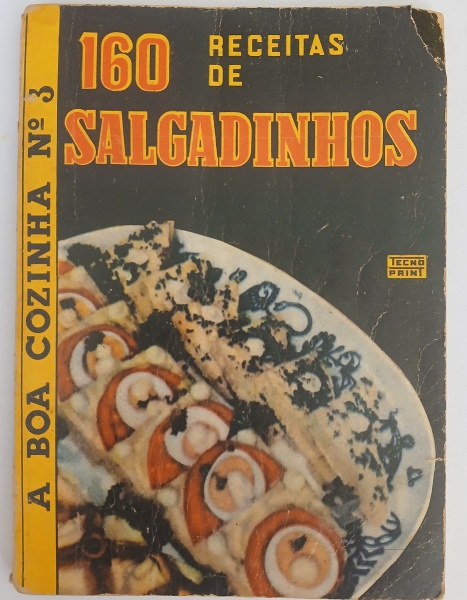 160 RECEITAS
DE
SALGADINHOS
TECNO
PRINT
A BOA COZINHA Nº 3